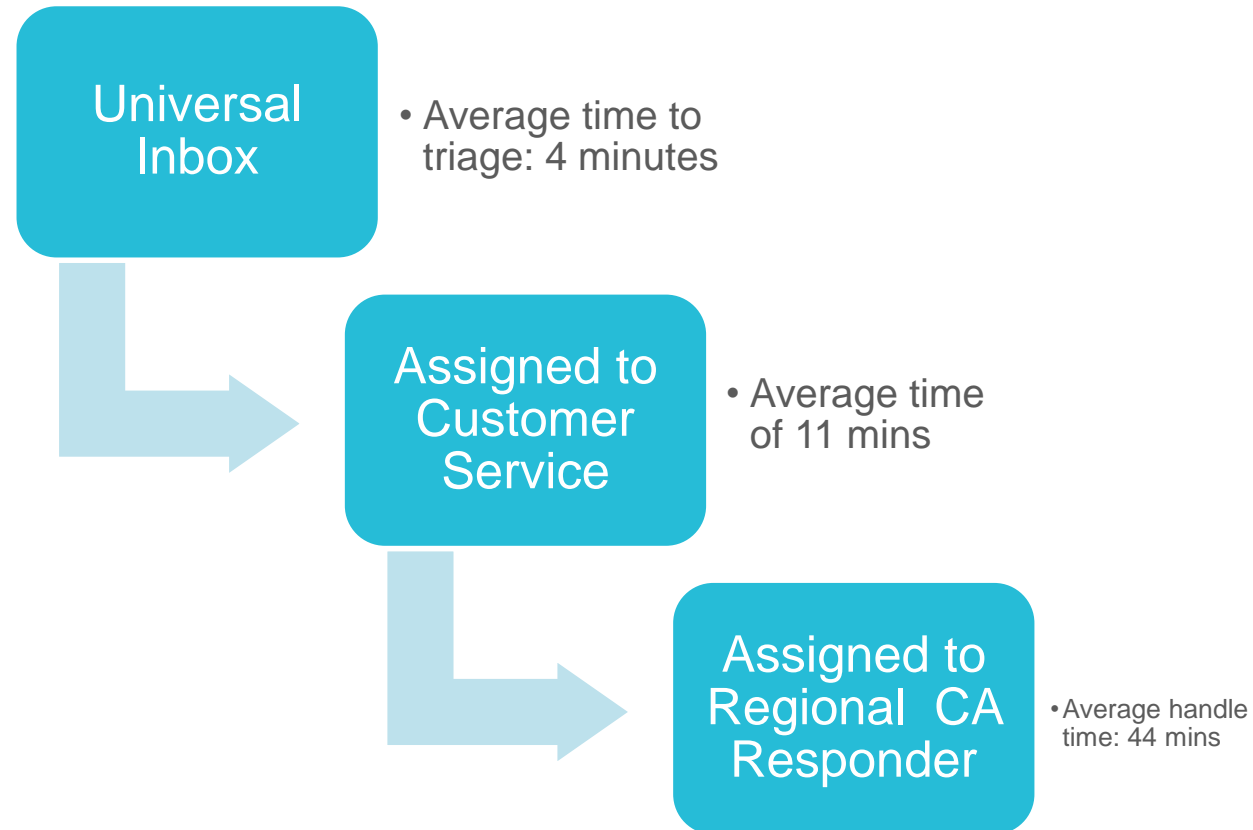 Universal
Inbox
• Average time to
triage: 4 minutes
Assigned to
Customer
Service
• Average time
of 11 mins
Assigned to
Regional  CA
Responder
• Average handle
time: 44 mins